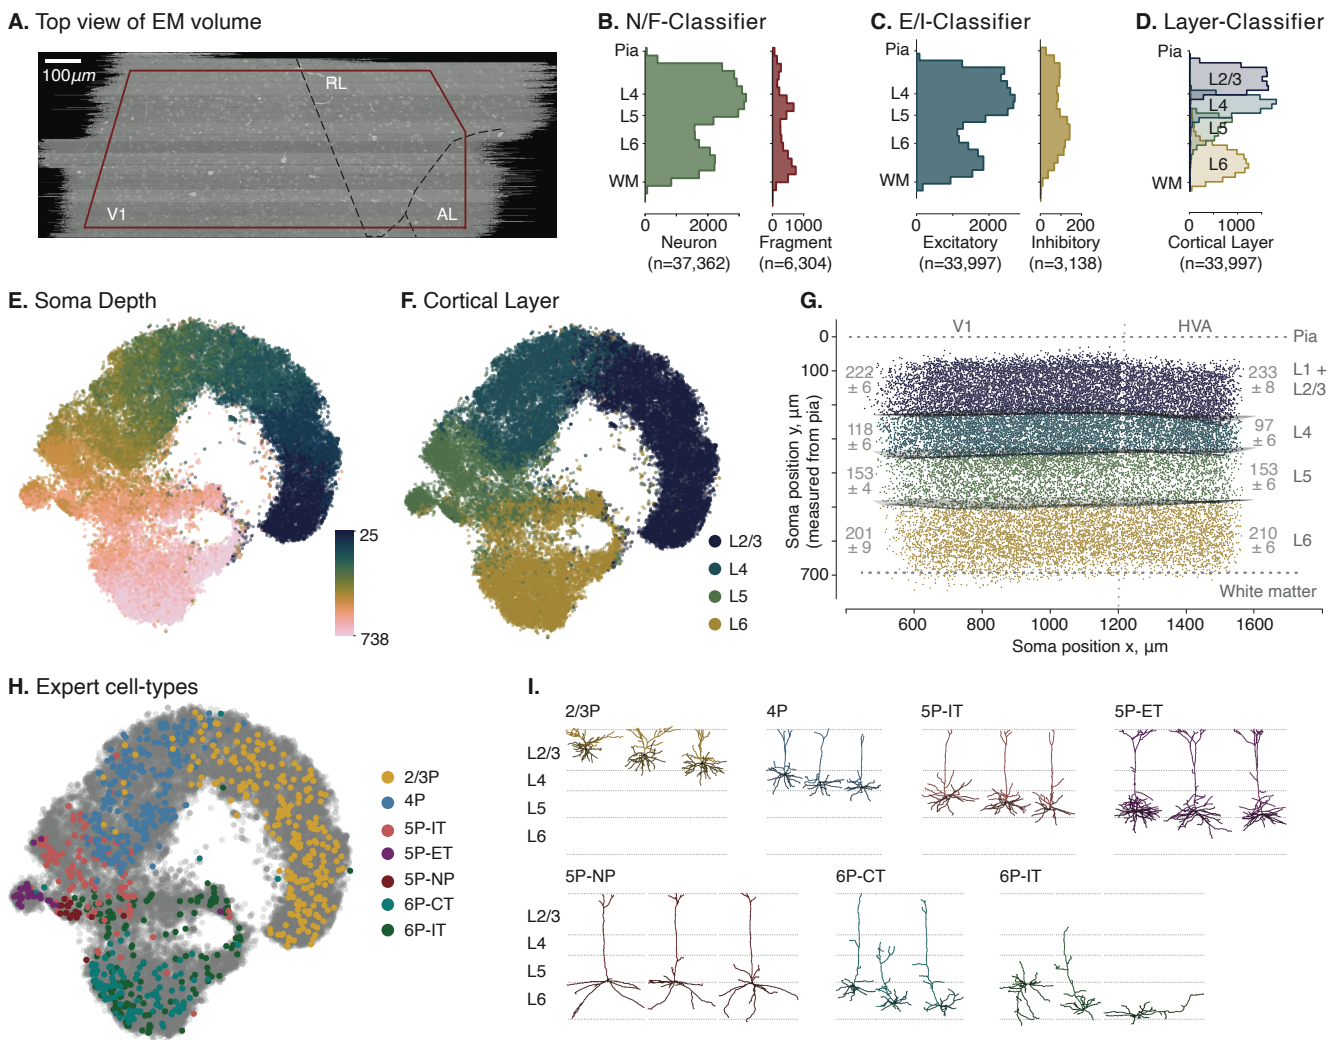 A. Top view of EM volume
100µm
RL
V1
AL
B. N/F-Classifier
Pia
L4
L5
L6
WM
0 2000
Neuron
(n=37,362)
0 1000
Fragment
(n=6,304)
C. E/I-Classifier
Pia
L4
L5
L6
WM
0 2000
Excitatory
(n=33,997)
0 200
Inhibitory
(n=3,138)
D. Layer-Classifier
Pia
L4
L5
L6
WM
L2/3
L4
L5
L6
0 1000
Cortical Layer
(n=33,997)
E. Soma Depth
25
738
F. Cortical Layer
L2/3
L4
L5
L6
G.
V1 HVA
0
100
700
Soma position y, µm
(measured from pia)
222
± 6
118
± 6
153
± 4
201
± 9
233
± 8
97
± 6
153
± 6
210
± 6
Pia
L1 +
L2/3
L4
L5
L6
White matter
600 800 1000 1200 1400 1600
Soma position x, µm
H. Expert cell-types
2/3P
4P
5P-IT
5P-ET
5P-NP
6P-CT
6P-IT
I.
2/3P 4P 5P-IT 5P-ET
L2/3
L4
L5
L6
5P-NP 6P-CT 6P-IT
L2/3
L4
L5
L6